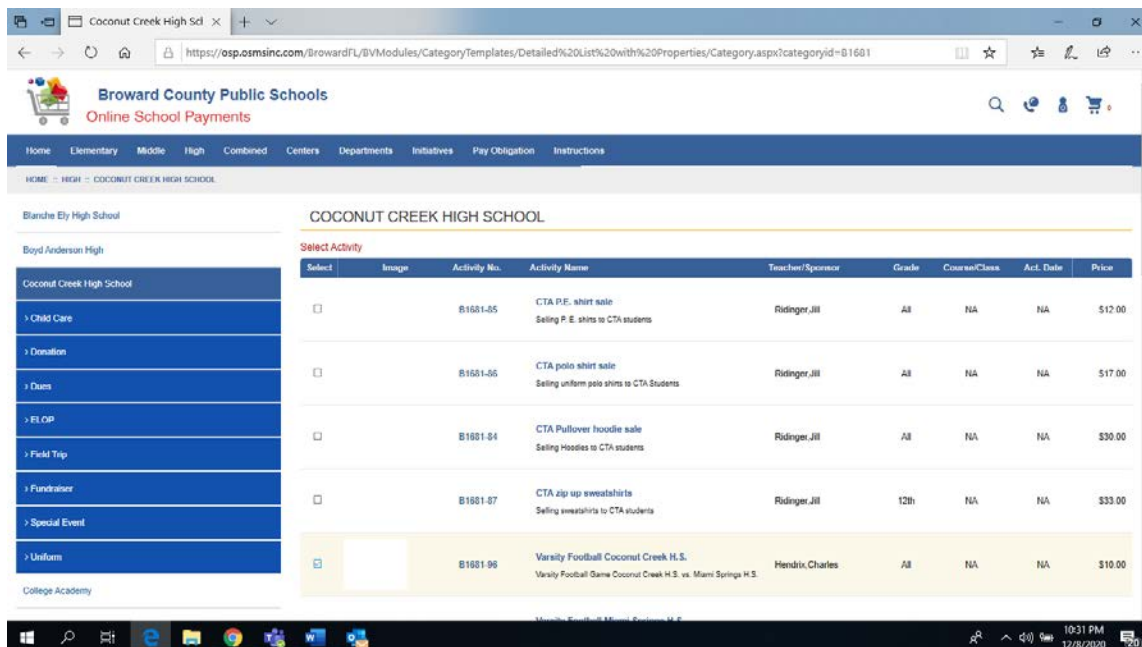 Coconut Creek High Scl
https://osp.osmsinc.com/BrowardFL/BVModules/CategoryTemplates/Detailed%20List%20with%20Properties/Category.aspx?categoryid=B1681
Broward County Public Schools
Online School Payments
0
Home Elementary Middle High Combined Centers Departments Initiatives Pay Obligation Instructions
HOME :: HIGH :: COCONUT CREEK HIGH SCHOOL
Blanche Ely High School
Boyd Anderson High
Coconut Creek High School
› Child Care
› Donation
› Dues
› ELOP
› Field Trip
› Fundraiser
› Special Event
› Uniform
College Academy
COCONUT CREEK HIGH SCHOOL
Select Activity
Select Image Activity No. Activity Name Teacher/Sponsor Grade Course/Class Act. Date Price
B1681-85 CTA P.E. shirt sale Ridinger,Jill All NA NA $12.00
Selling P.E. shirts to CTA students
B1681-86 CTA polo shirt sale Ridinger,Jill All NA NA $17.00
Selling uniform polo shirts to CTA Students
B1681-84 CTA Pullover hoodie sale Ridinger,Jill All NA NA $30.00
Selling Hoodies to CTA students
B1681-87 CTA zip up sweatshirts Ridinger,Jill 12th NA NA $33.00
Selling sweatshirts to CTA students
B1681-96 Varsity Football Coconut Creek H.S. Hendrix,Charles All NA NA $10.00
Varsity Football Game Coconut Creek H.S. vs. Miami Springs H.S.
Varsity Football Miami Springs H.S.
10:31 PM
12/8/2020
20